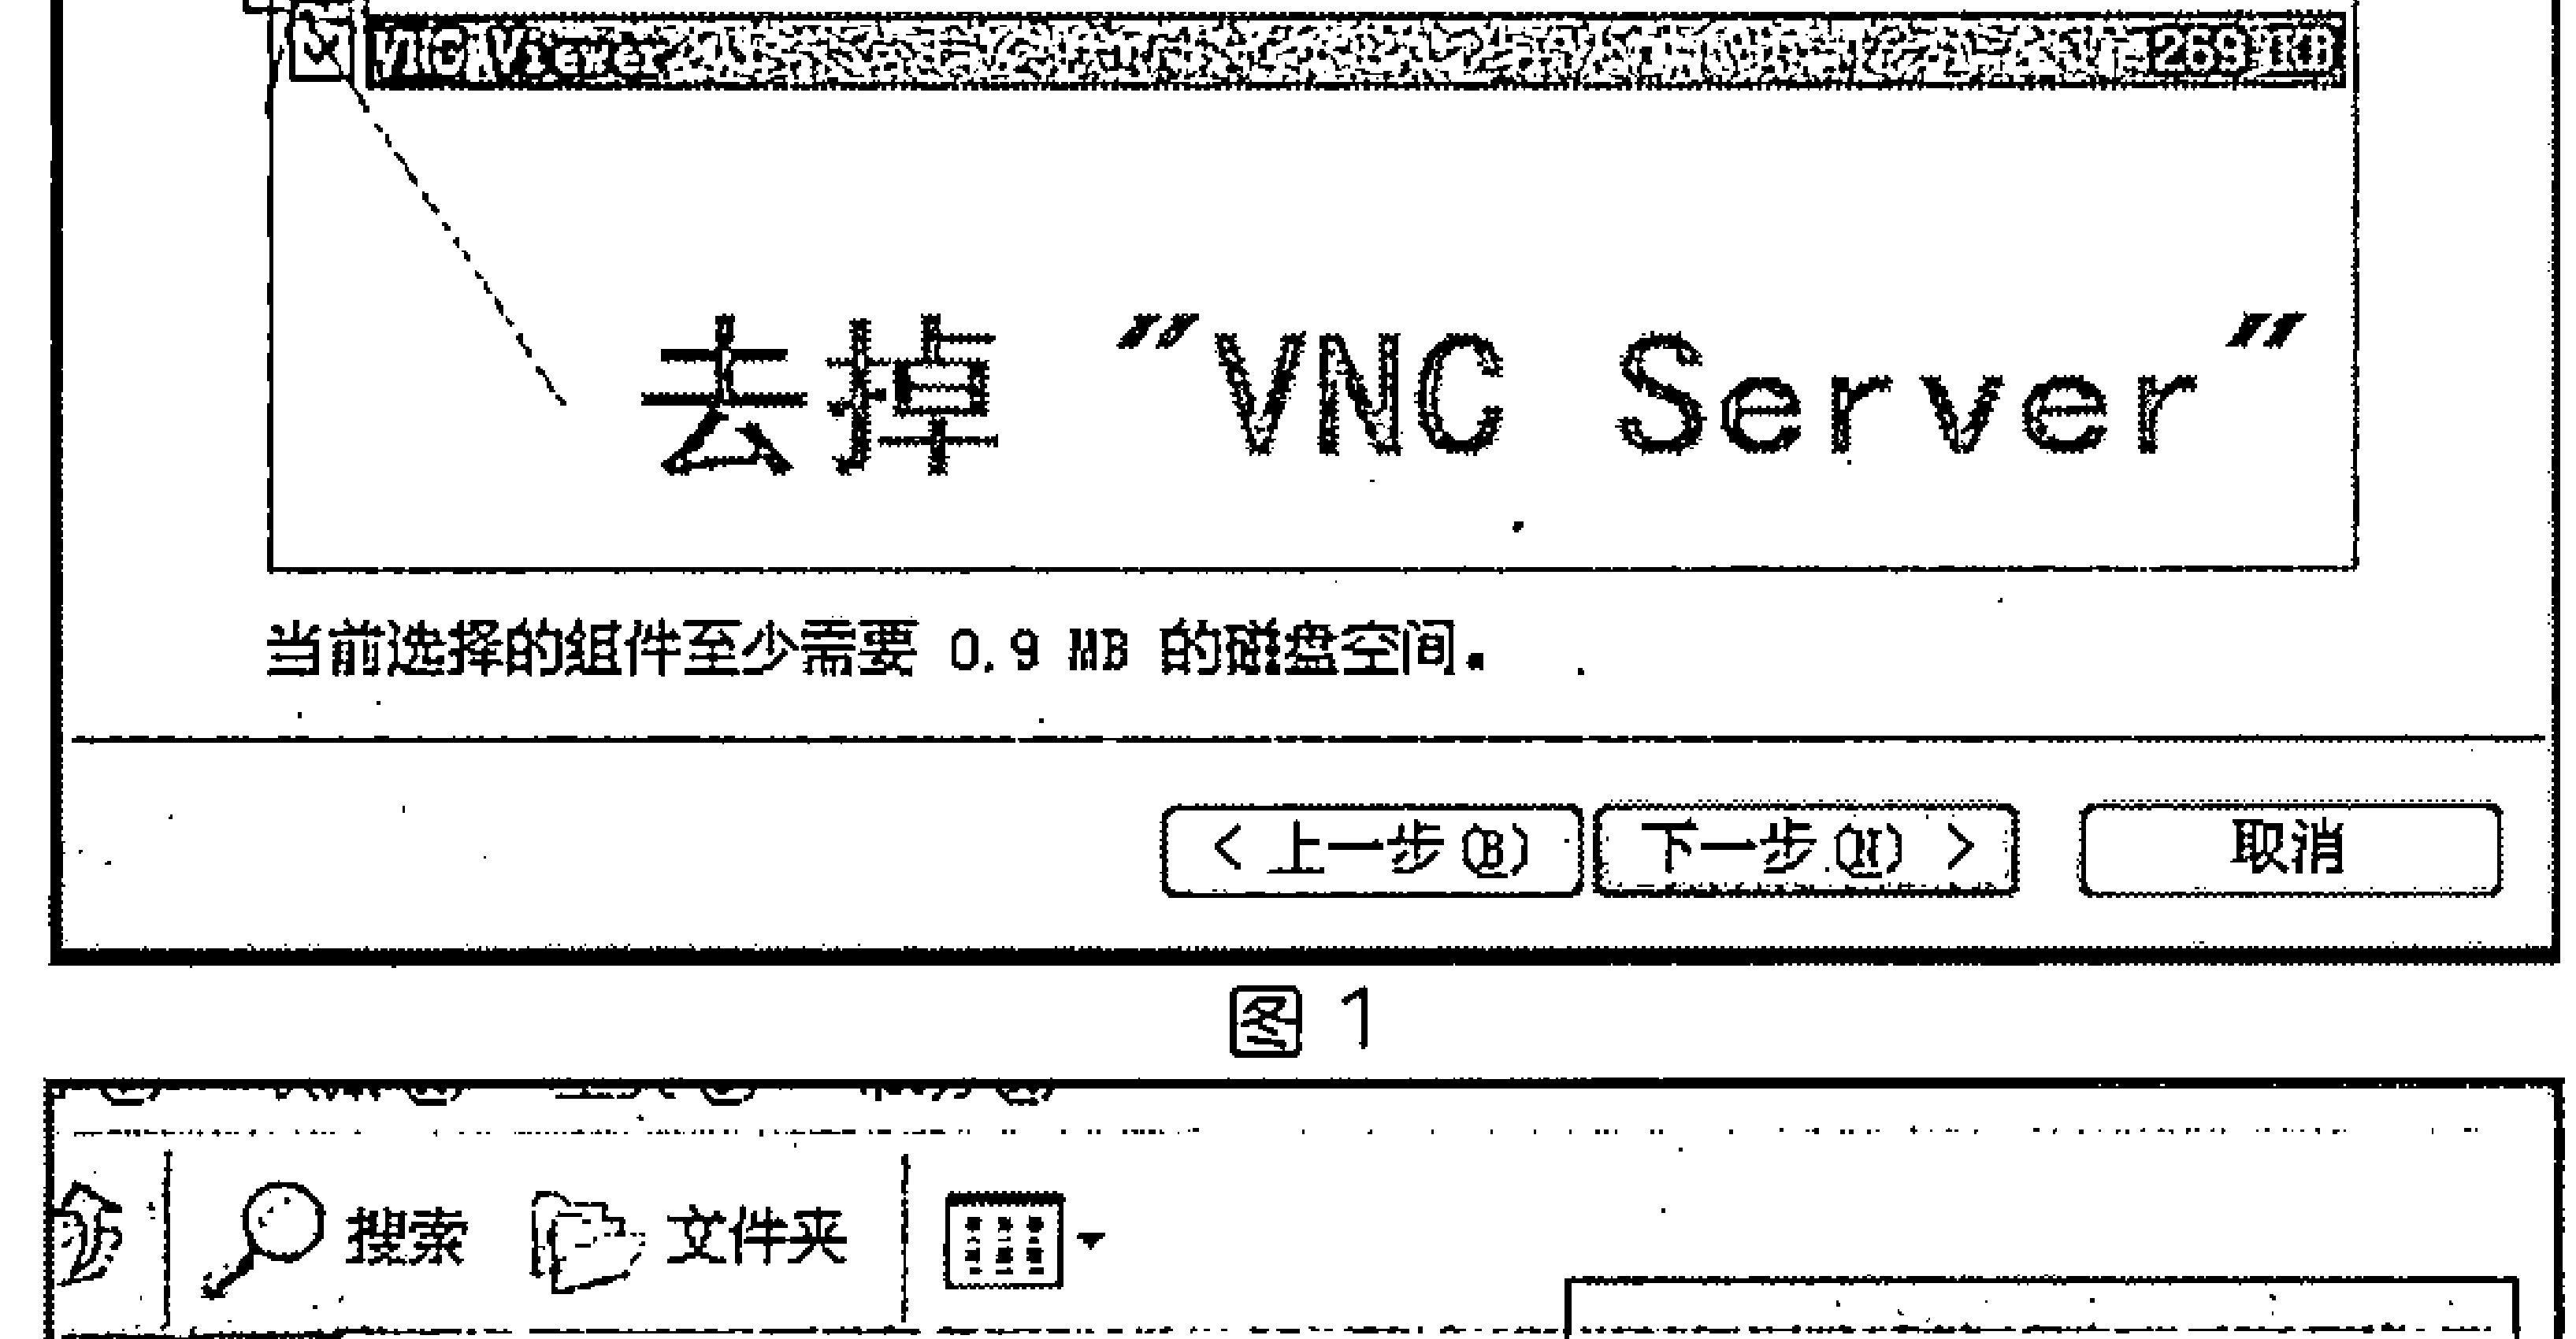 VNC Viewer 269 KB
去掉 "VNC Server"
当前选择的组件至少需要 0.9 MB 的磁盘空间。
< 上一步(B) 下一步(N) > 取消
图 1
搜索 文件夹